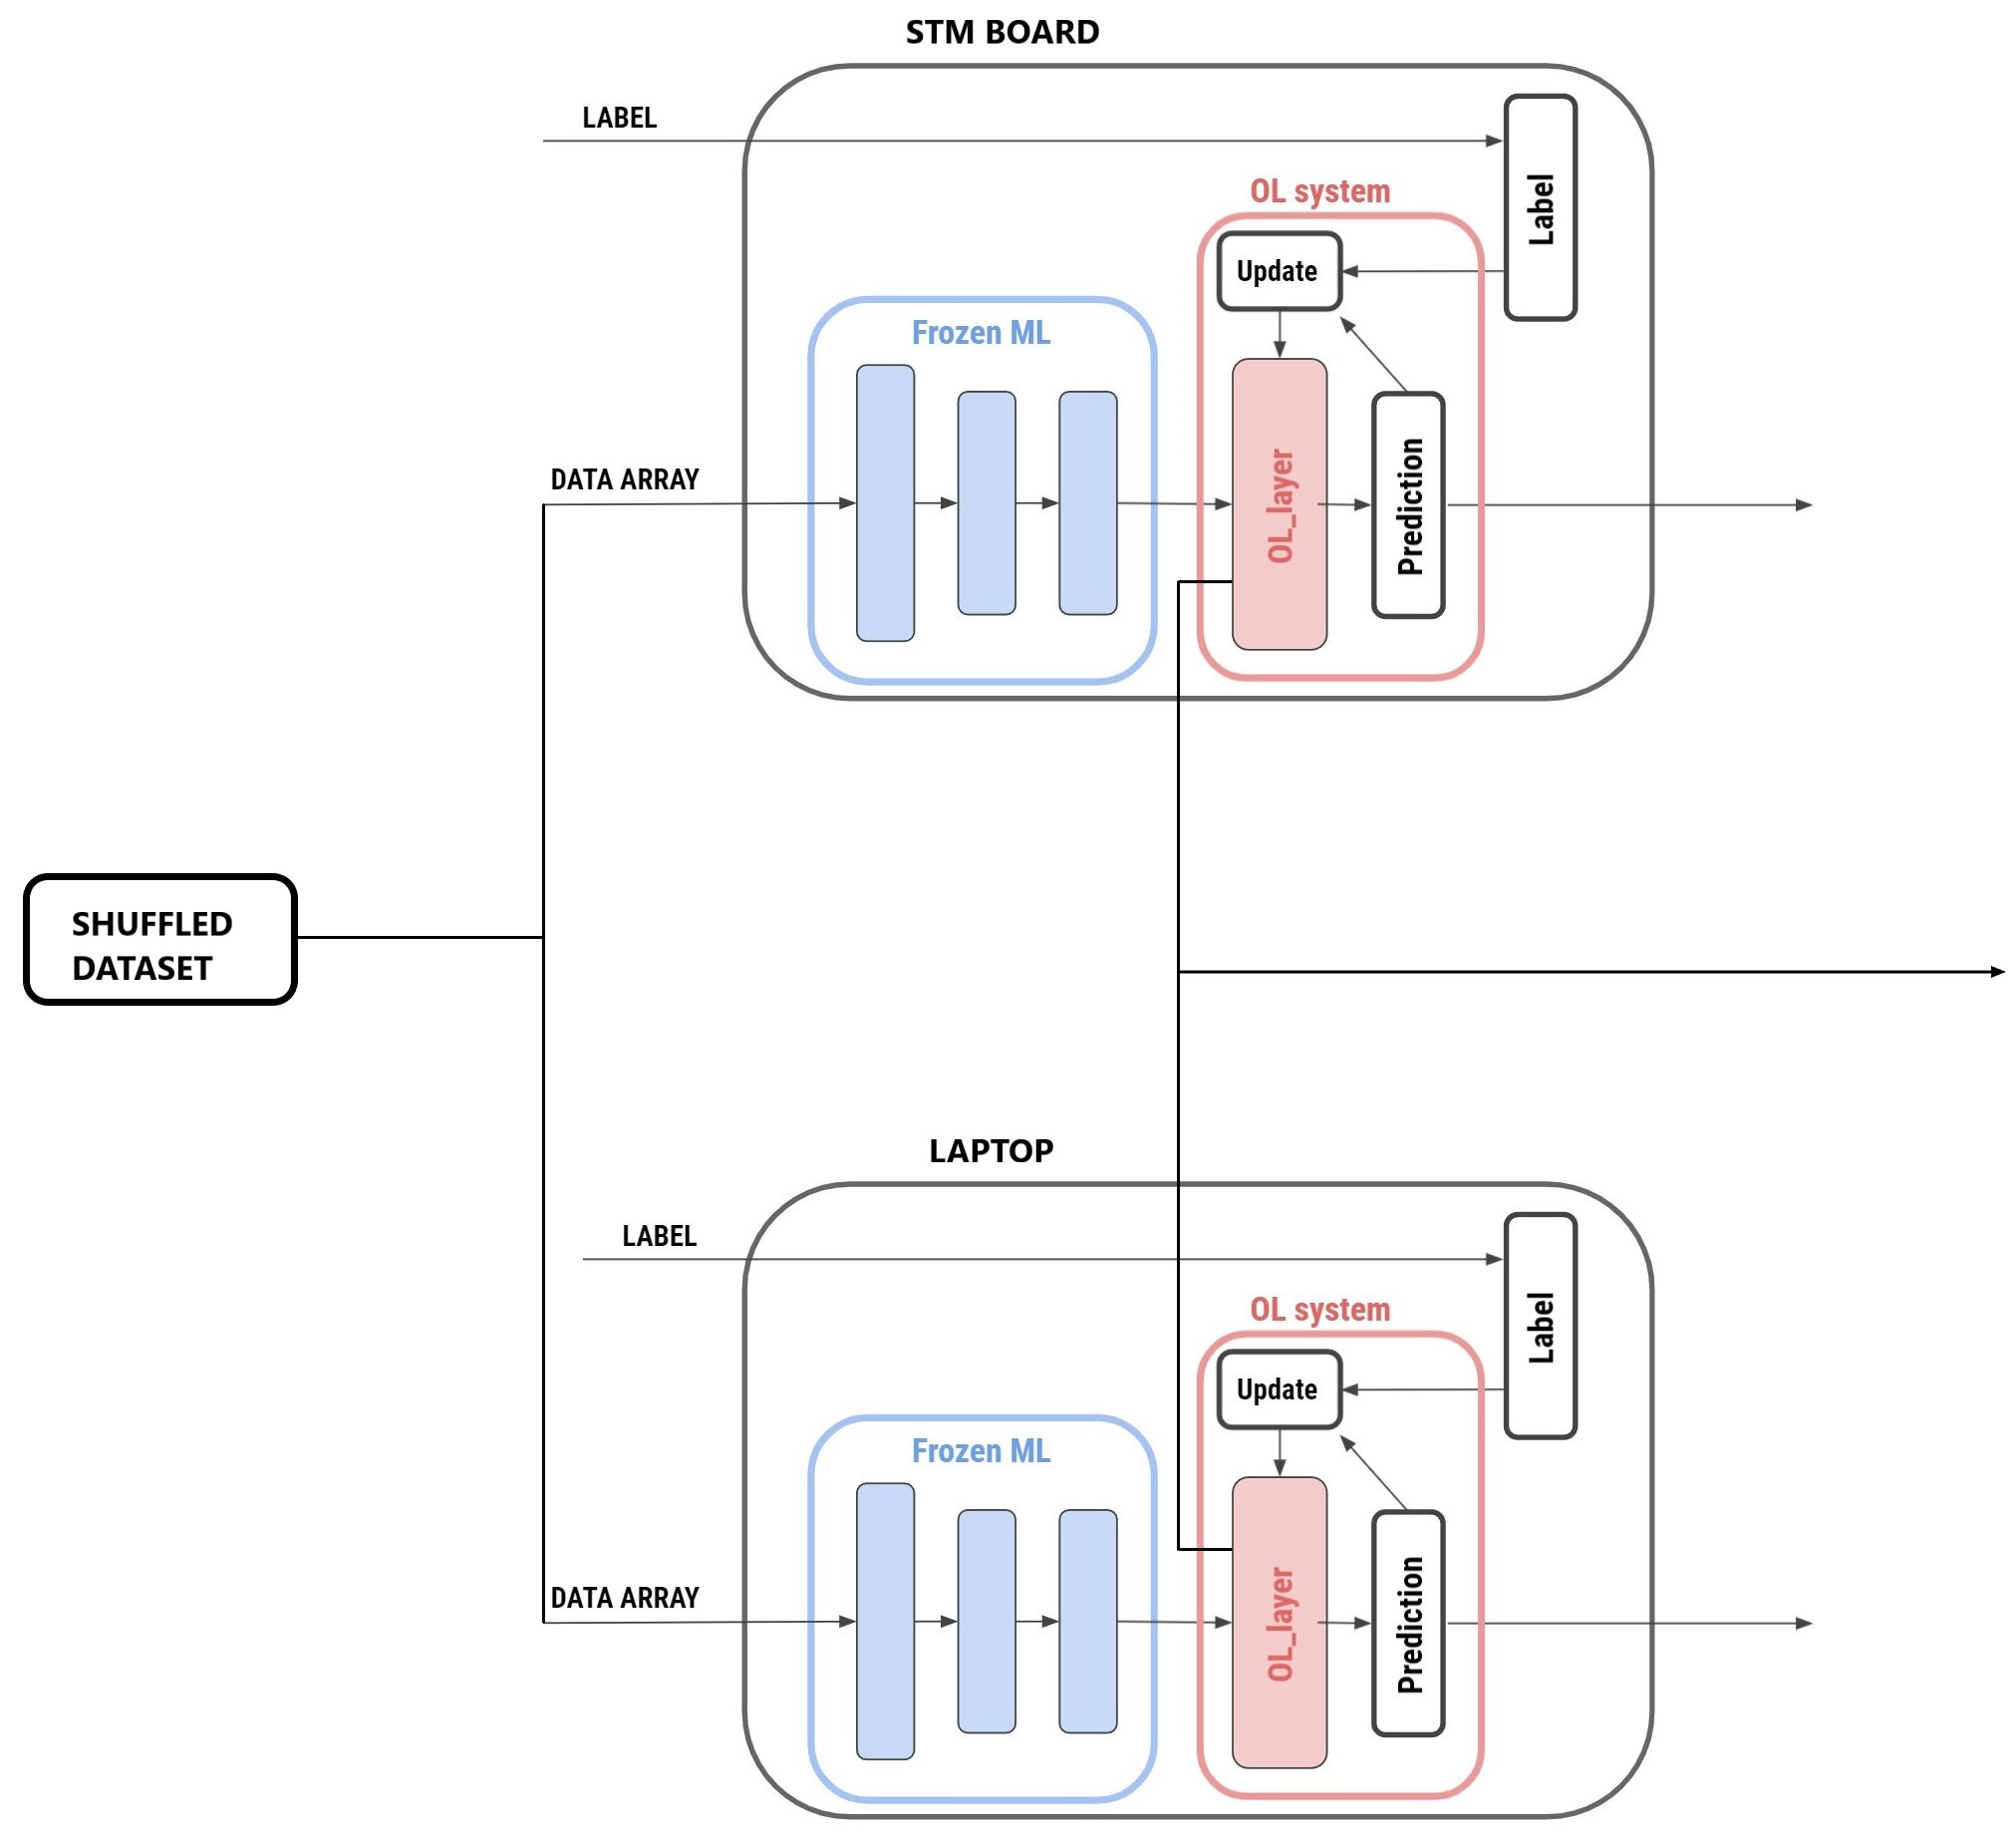 STM BOARD
LABEL
Label
OL system
Update
Frozen ML
DATA ARRAY
OL_layer
Prediction
SHUFFLED
DATASET
LAPTOP
LABEL
Label
OL system
Update
Frozen ML
DATA ARRAY
OL_layer
Prediction